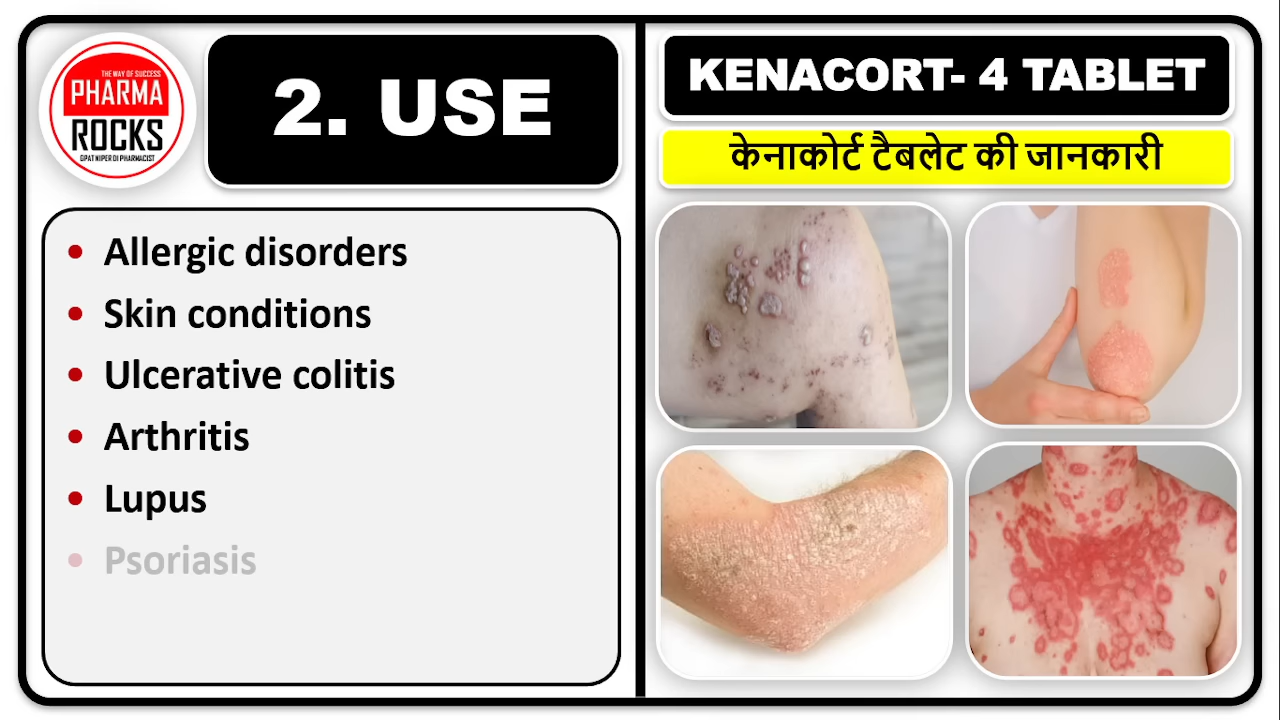 THE WAY OF SUCCESS
PHARMA
ROCKS
GPAT NIPER DI PHARMACIST
2. USE
• Allergic disorders
• Skin conditions
• Ulcerative colitis
• Arthritis
• Lupus
• Psoriasis
KENACORT- 4 TABLET
केनाकोर्ट टैबलेट की जानकारी